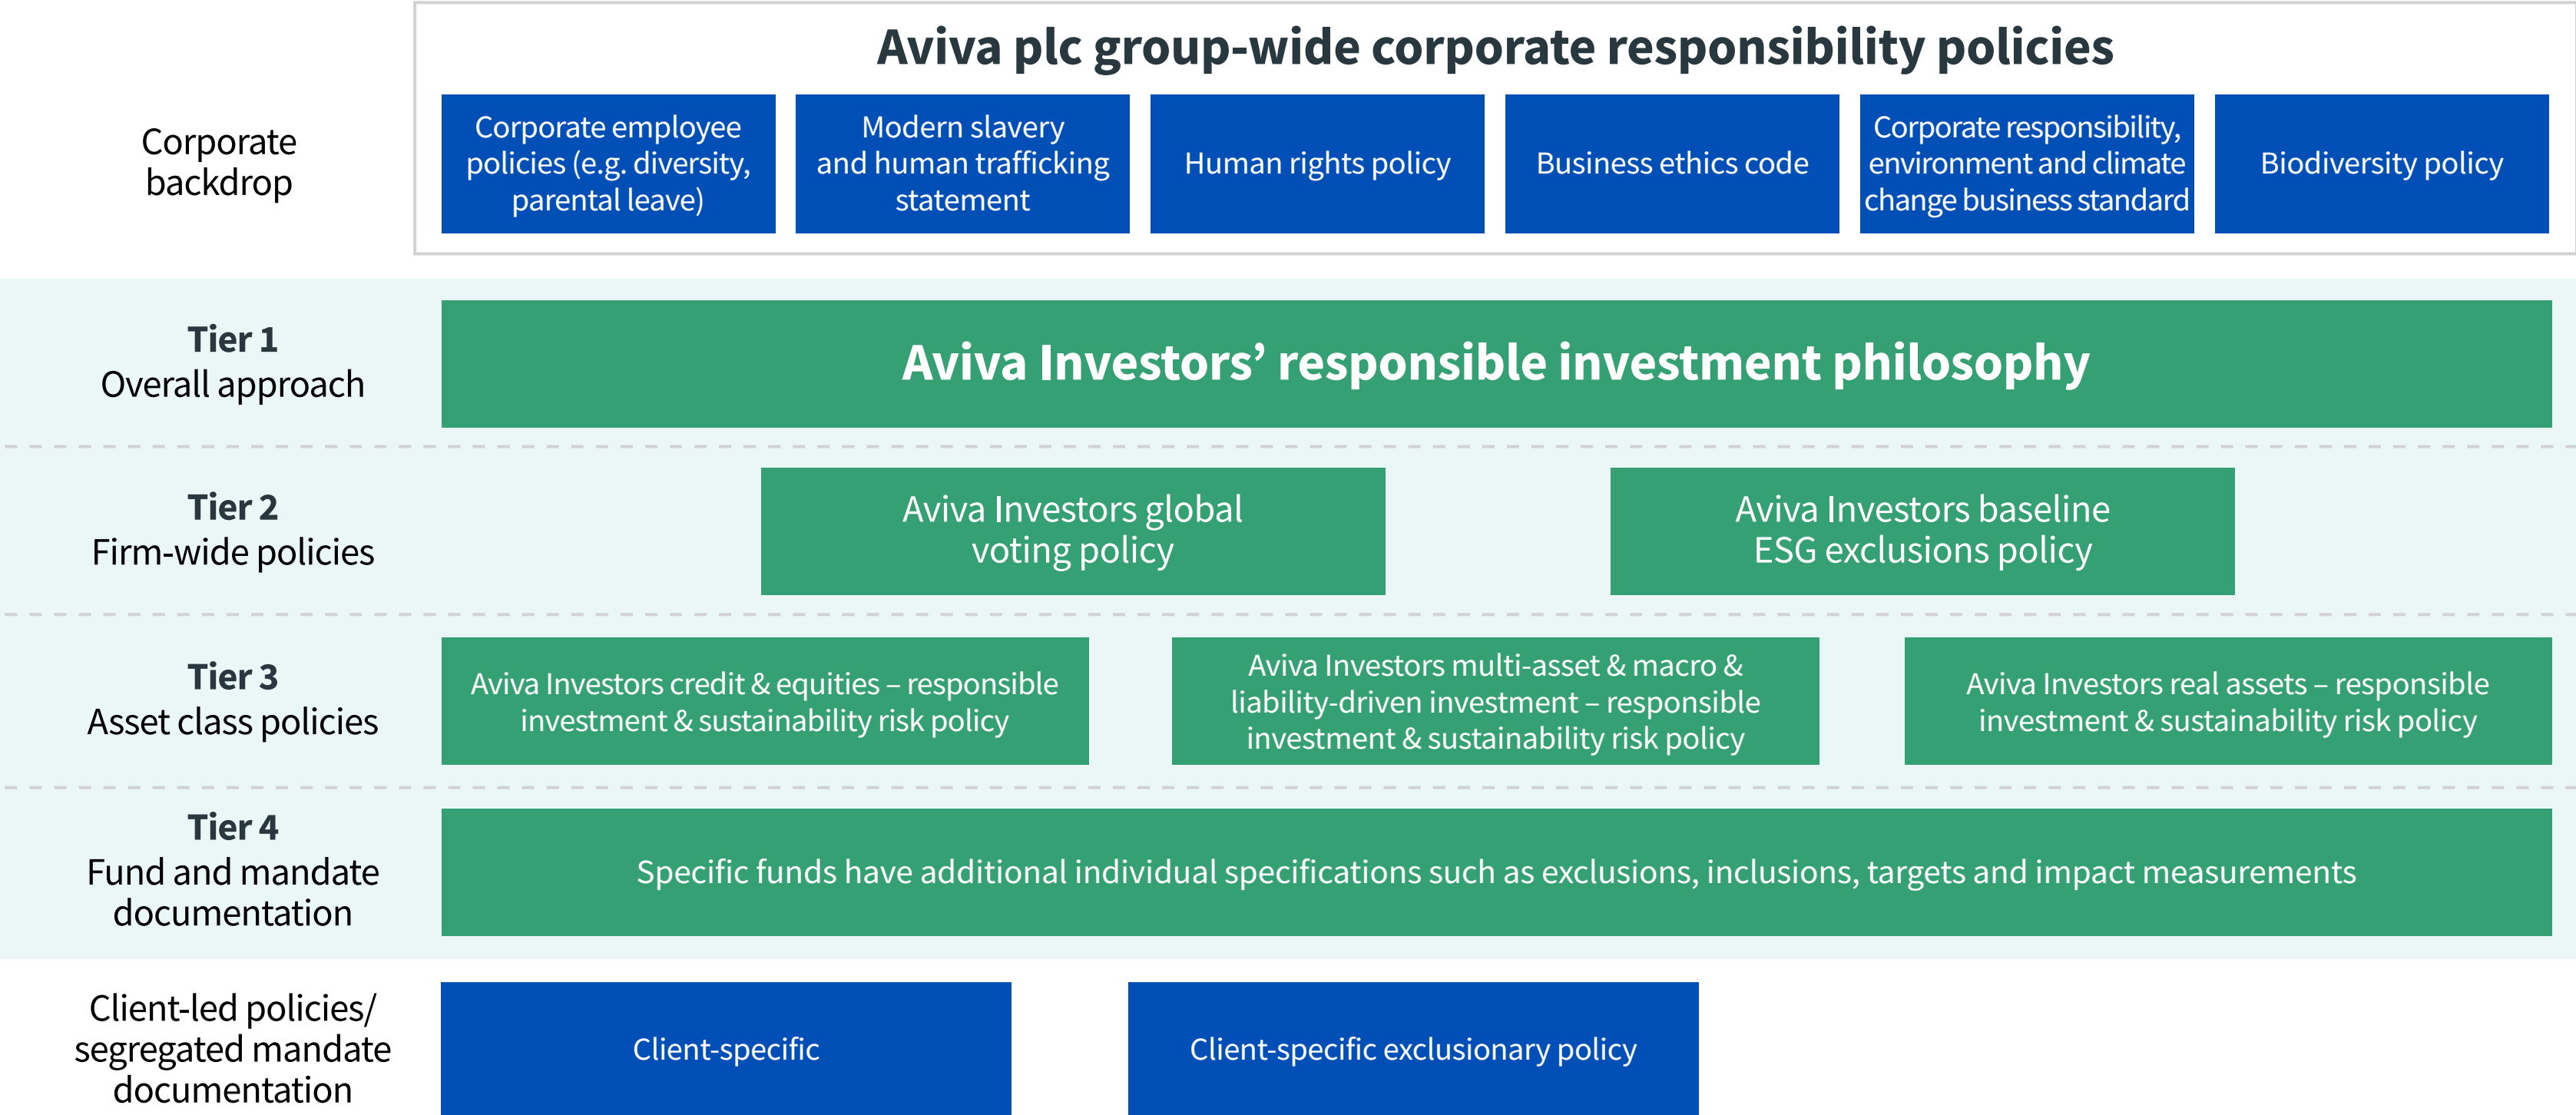 Aviva plc group-wide corporate responsibility policies
Corporate
backdrop
Corporate employee
policies (e.g. diversity,
parental leave)
Modern slavery
and human trafficking
statement
Human rights policy
Business ethics code
Corporate responsibility,
environment and climate
change business standard
Biodiversity policy
Tier 1
Overall approach
Aviva Investors’ responsible investment philosophy
Tier 2
Firm-wide policies
Aviva Investors global
voting policy
Aviva Investors baseline
ESG exclusions policy
Tier 3
Asset class policies
Aviva Investors credit & equities – responsible
investment & sustainability risk policy
Aviva Investors multi-asset & macro &
liability-driven investment – responsible
investment & sustainability risk policy
Aviva Investors real assets – responsible
investment & sustainability risk policy
Tier 4
Fund and mandate
documentation
Specific funds have additional individual specifications such as exclusions, inclusions, targets and impact measurements
Client-led policies/
segregated mandate
documentation
Client-specific
Client-specific exclusionary policy